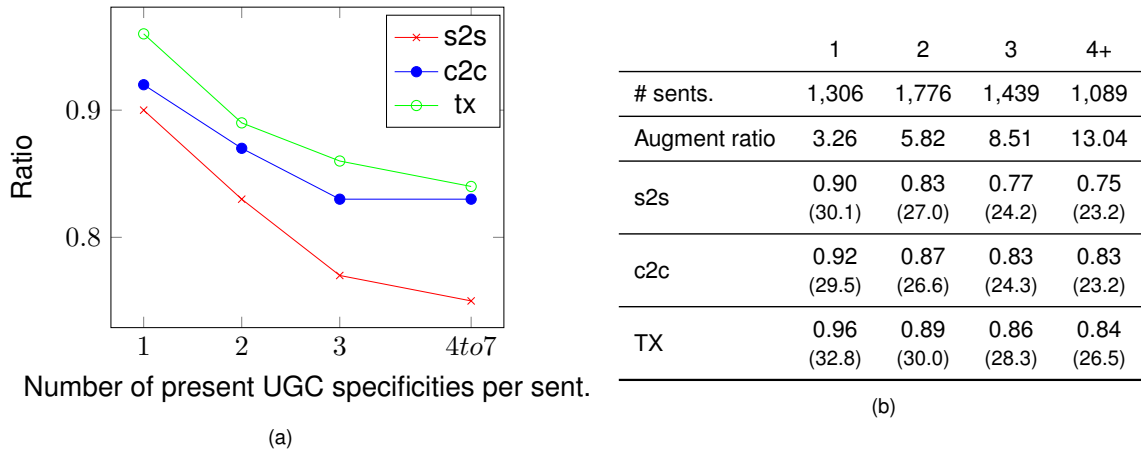 s2s
c2c
tx
0.9
0.8
Ratio
1 2 3 4to7
Number of present UGC specificities per sent.
(a)
1 2 3 4+
# sents. 1,306 1,776 1,439 1,089
Augment ratio 3.26 5.82 8.51 13.04
s2s 0.90 0.83 0.77 0.75
(30.1) (27.0) (24.2) (23.2)
c2c 0.92 0.87 0.83 0.83
(29.5) (26.6) (24.3) (23.2)
TX 0.96 0.89 0.86 0.84
(32.8) (30.0) (28.3) (26.5)
(b)